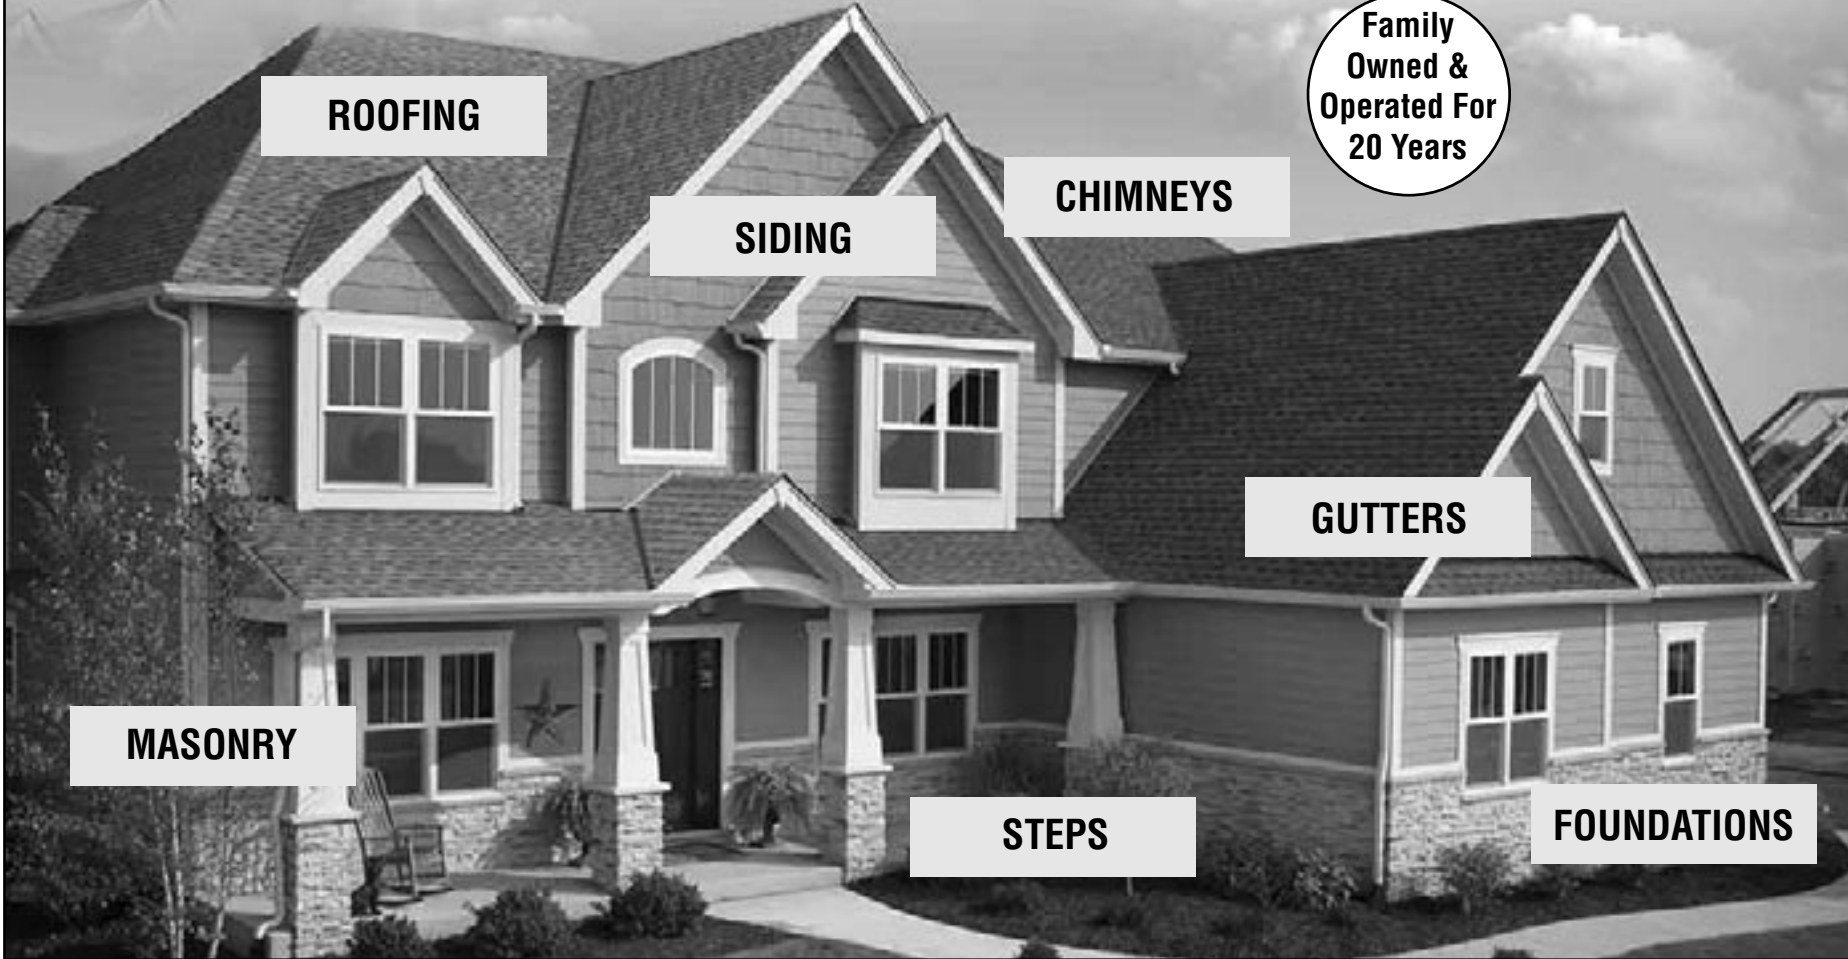 Family
Owned &
Operated For
20 Years
ROOFING
CHIMNEYS
SIDING
GUTTERS
MASONRY
STEPS
FOUNDATIONS